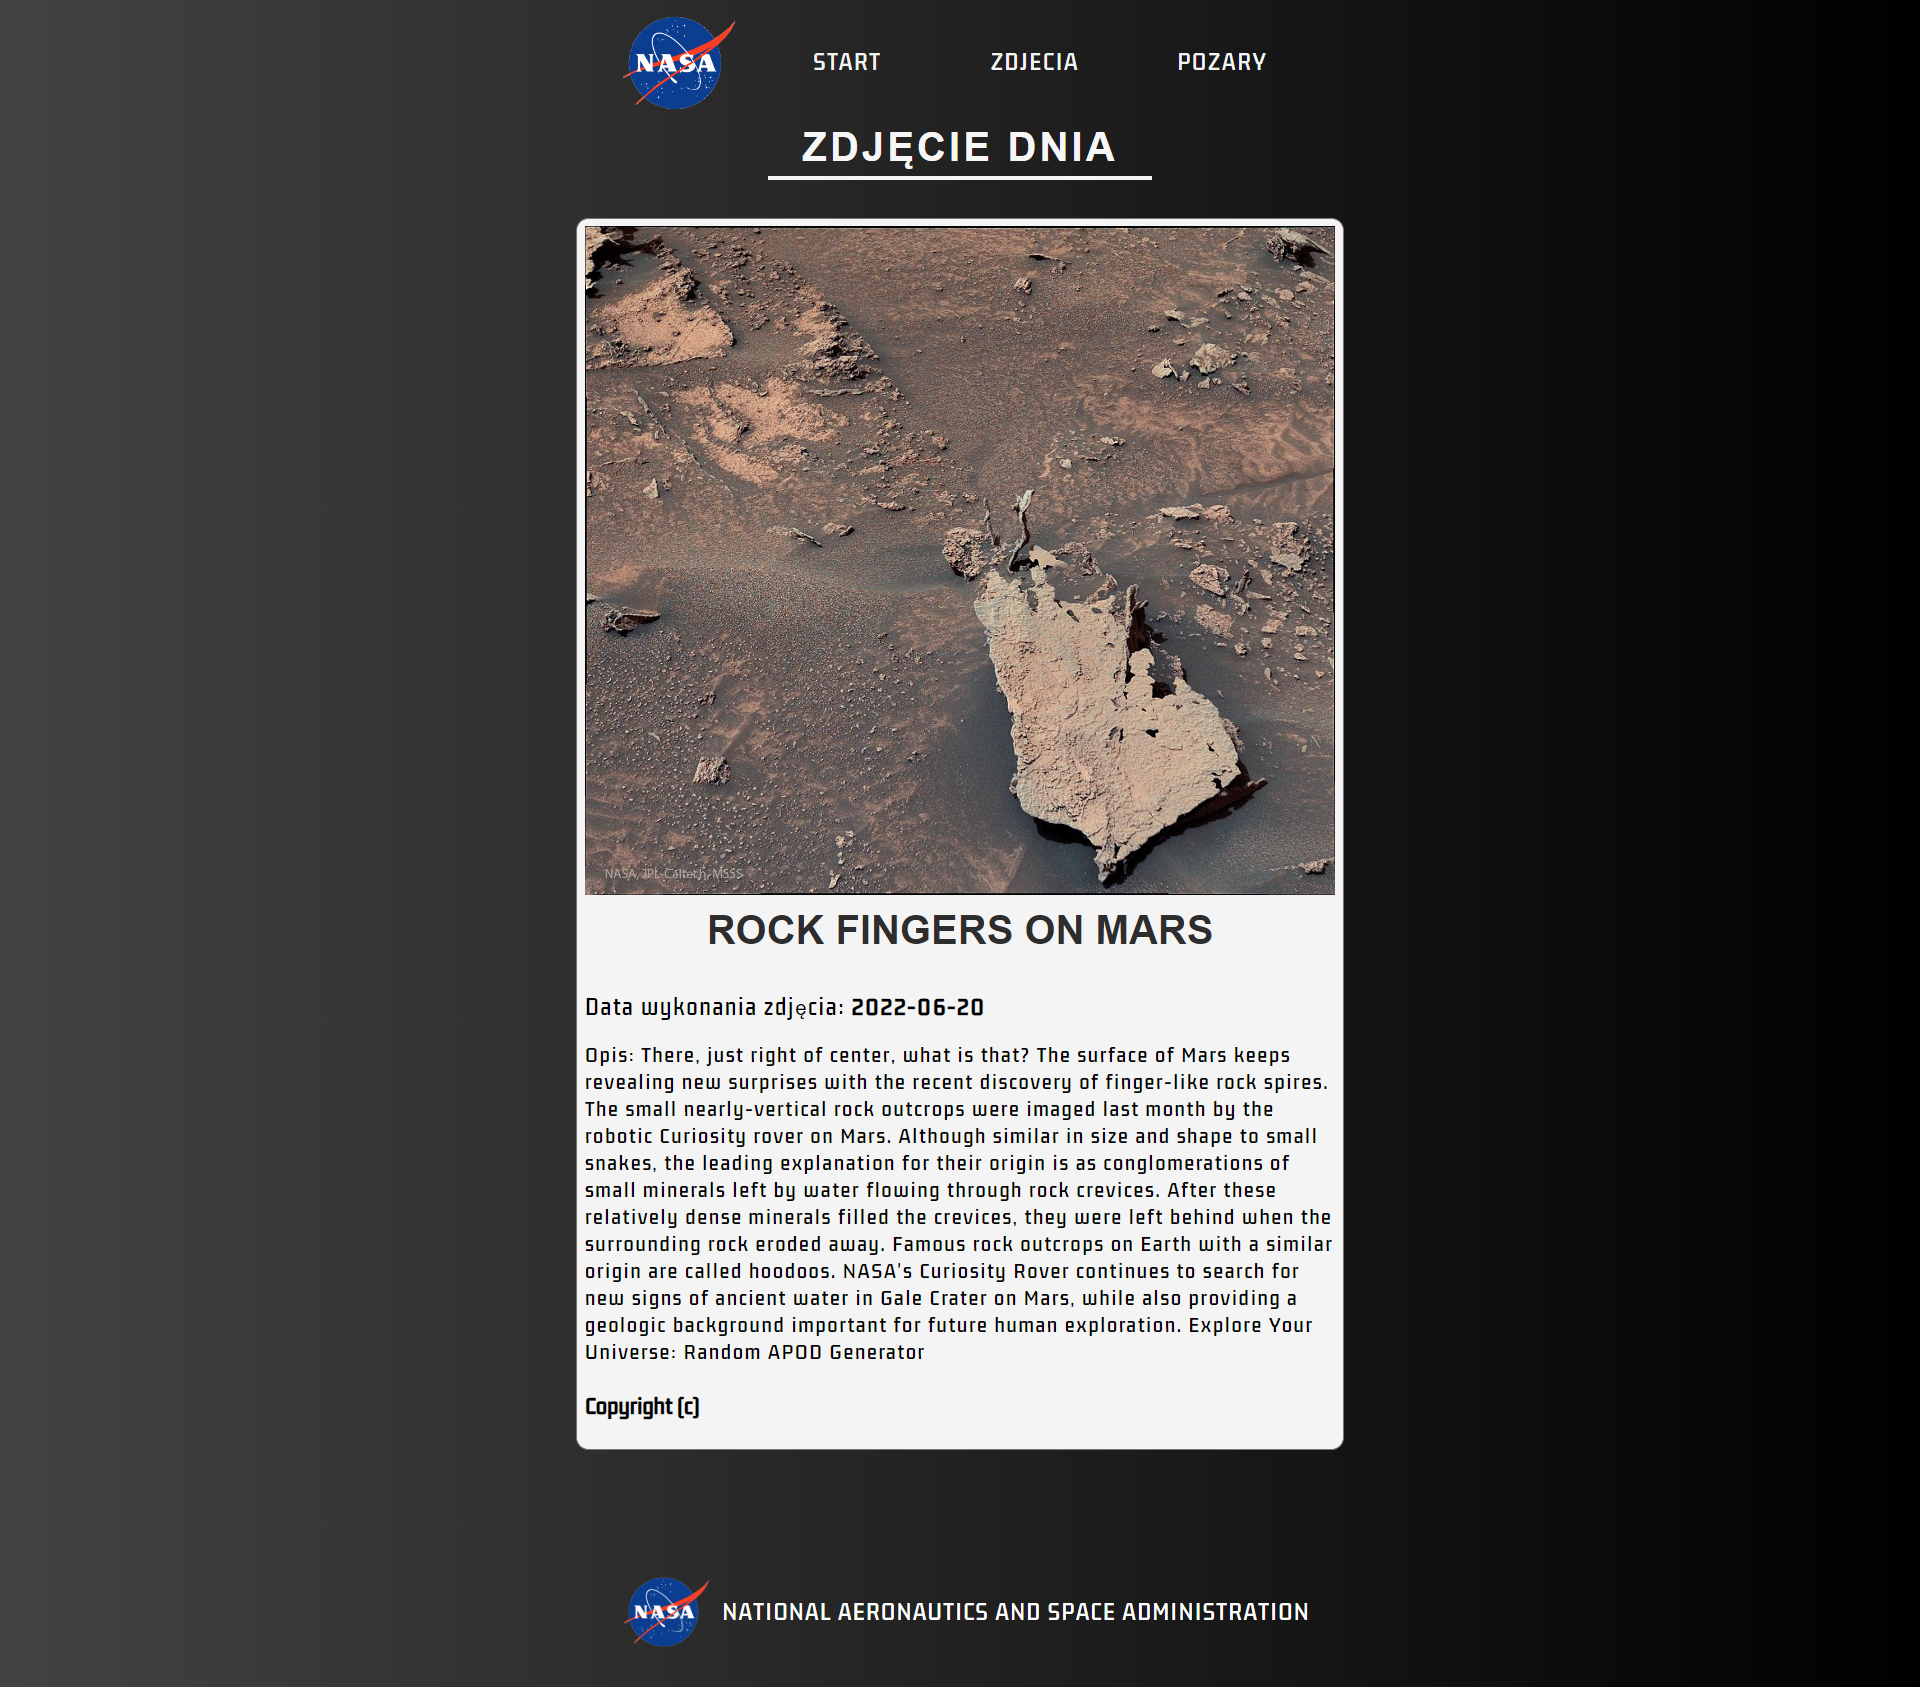 NASA
START
ZDJECIA
POZARY
ZDJĘCIE DNIA
NASA, JPL-Caltech, MSSS
ROCK FINGERS ON MARS
Data wykonania zdjęcia: 2022-06-20
Opis: There, just right of center, what is that? The surface of Mars keeps
revealing new surprises with the recent discovery of finger-like rock spires.
The small nearly-vertical rock outcrops were imaged last month by the
robotic Curiosity rover on Mars. Although similar in size and shape to small
snakes, the leading explanation for their origin is as conglomerations of
small minerals left by water flowing through rock crevices. After these
relatively dense minerals filled the crevices, they were left behind when the
surrounding rock eroded away. Famous rock outcrops on Earth with a similar
origin are called hoodoos. NASA's Curiosity Rover continues to search for
new signs of ancient water in Gale Crater on Mars, while also providing a
geologic background important for future human exploration. Explore Your
Universe: Random APOD Generator
Copyright (c)
NASA
NATIONAL AERONAUTICS AND SPACE ADMINISTRATION